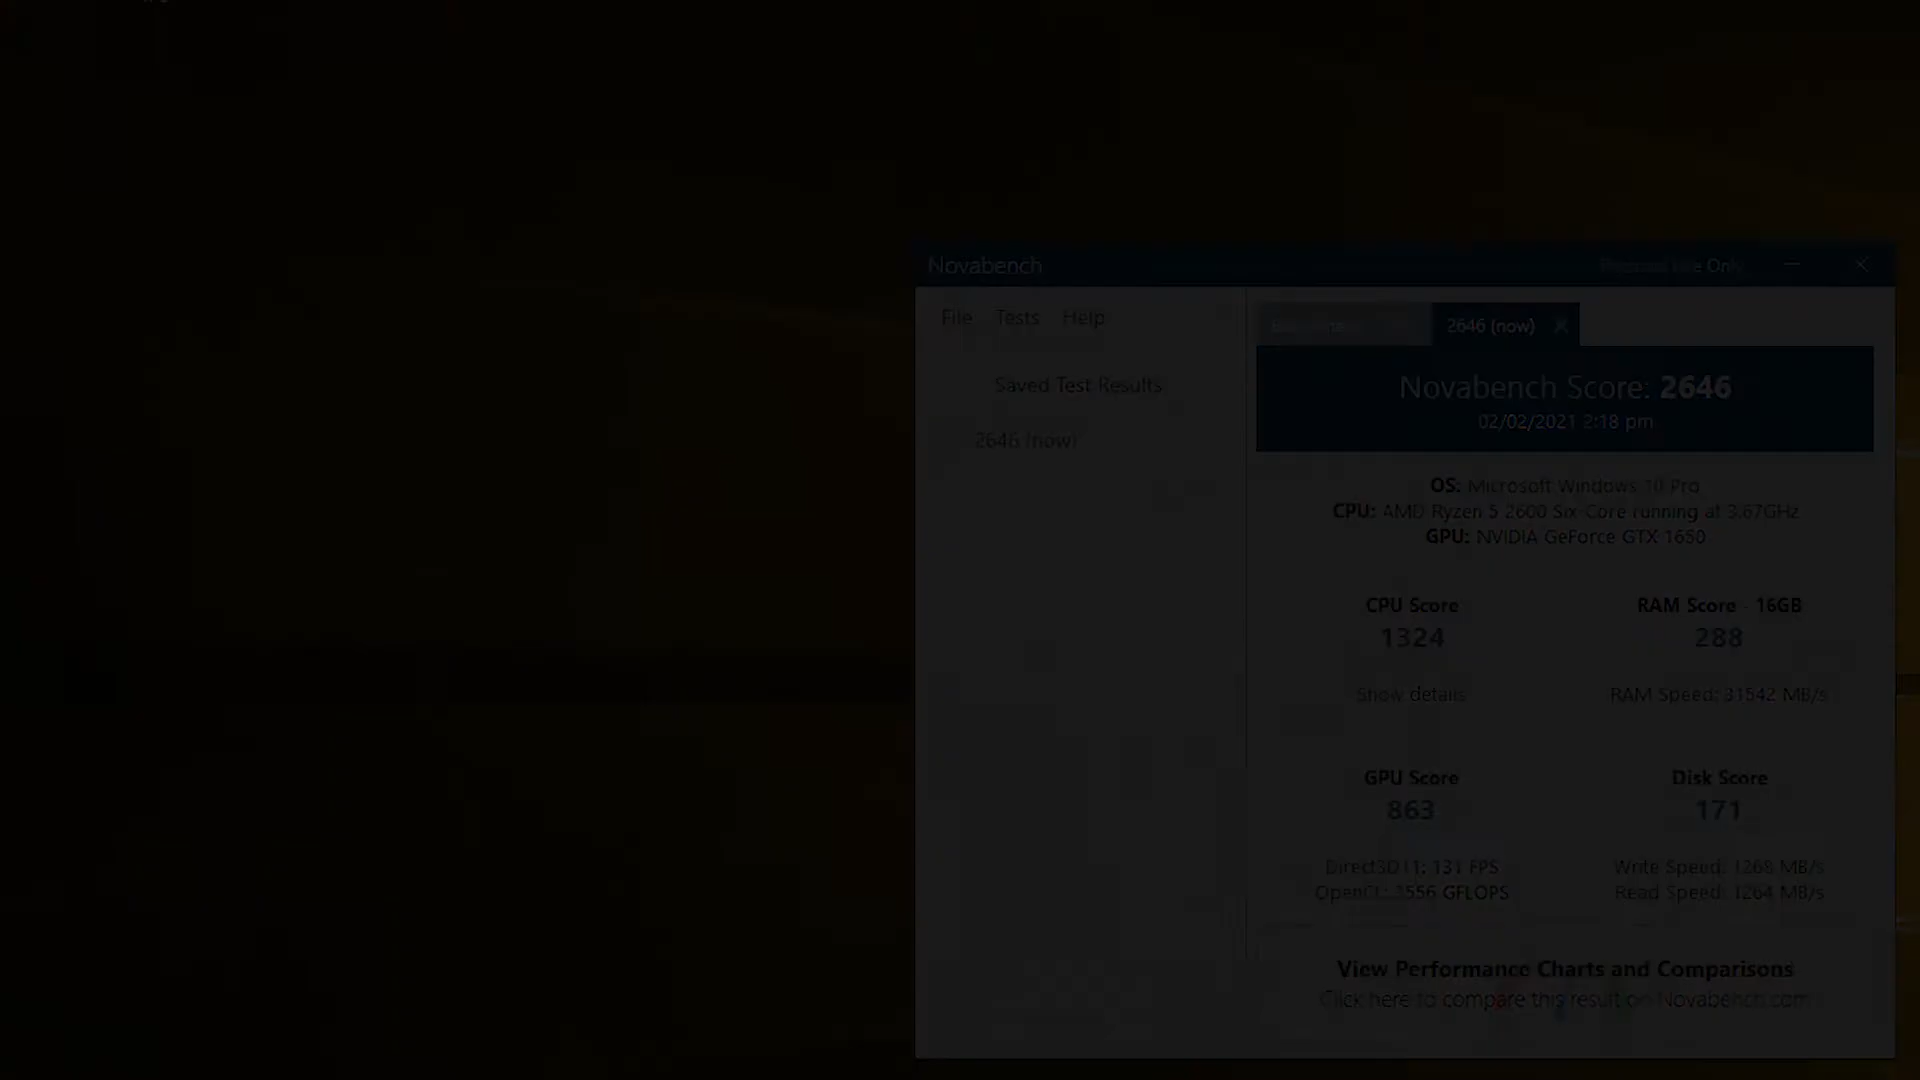 Novabench
Use Only
File Tests Help
2646 (now)
Saved Test Results
Novabench Score: 2646
02/02/2021 2:18 pm
2646 (now)
OS: Microsoft Windows 10 Pro
CPU: AMD Ryzen 5 2600 Six-Core running at 3.67GHz
GPU: NVIDIA GeForce GTX 1650
CPU Score
1324
Show details
RAM Score - 16GB
288
RAM Speed: 31542 MB/s
GPU Score
863
Direct3D11: 131 FPS
OpenCL: GFLOPS
Disk Score
171
Write Speed: 1268 MB/s
Read Speed: 1264 MB/s
View Performance Charts and Comparisons
Click here to compare this result on Novabench.com